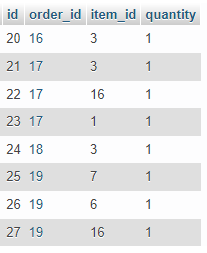 id order_id item_id quantity
20 16 3 1
21 17 3 1
22 17 16 1
23 17 1 1
24 18 3 1
25 19 7 1
26 19 6 1
27 19 16 1